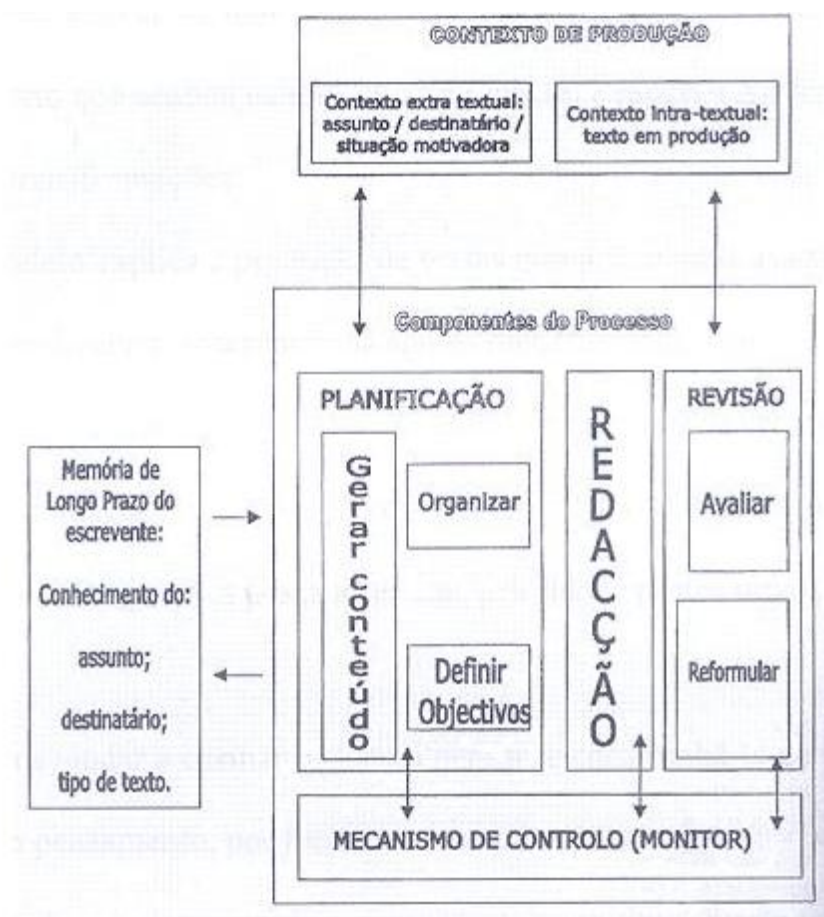 CONTEXTO DE PRODUÇÃO
Contexto extra textual:
assunto / destinatário /
situação motivadora
Contexto intra-textual:
texto em produção
Componentes do Processo
PLANIFICAÇÃO
Gerar conteúdo
Organizar
Definir
Objectivos
REDACÇÃO
REVISÃO
Avaliar
Reformular
Memória de
Longo Prazo do
escrevente:
Conhecimento do:
assunto;
destinatário;
tipo de texto.
MECANISMO DE CONTROLO (MONITOR)